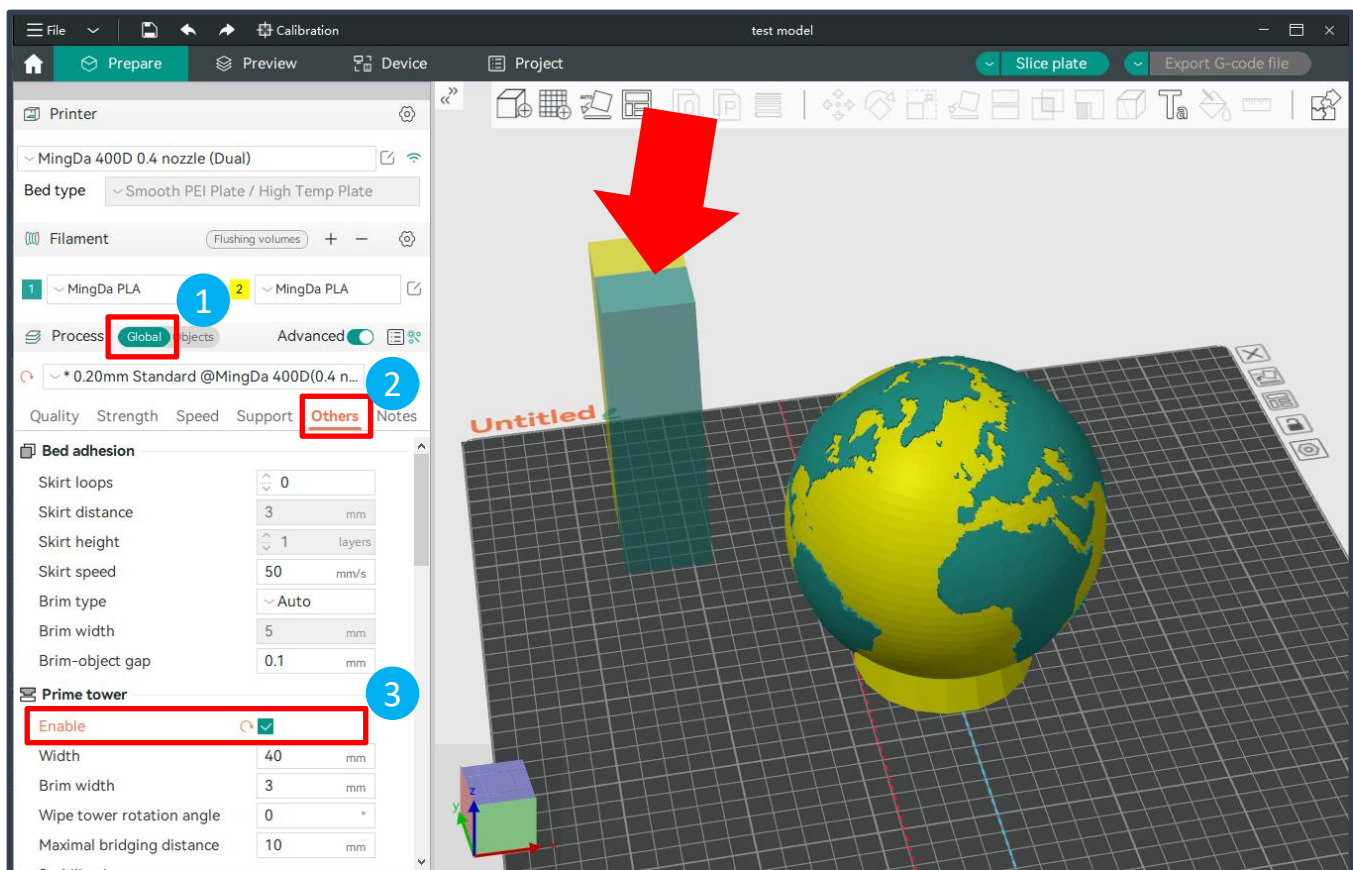 File
Calibration
test model
Prepare
Preview
Device
Project
Slice plate
Export G-code file
Printer
MingDa 400D 0.4 nozzle (Dual)
Bed type
Smooth PEI Plate / High Temp Plate
Filament
Flushing volumes
+ −
1
MingDa PLA
2
MingDa PLA
1
Process
Global
bjects
Advanced
* 0.20mm Standard @MingDa 400D(0.4 n...
2
Quality Strength Speed Support Others Notes
Bed adhesion
Skirt loops 0
Skirt distance 3 mm
Skirt height 1 layers
Skirt speed 50 mm/s
Brim type Auto
Brim width 5 mm
Brim-object gap 0.1 mm
Prime tower
3
Enable
Width 40 mm
Brim width 3 mm
Wipe tower rotation angle 0 °
Maximal bridging distance 10 mm
Untitled
Ta
z
y
x